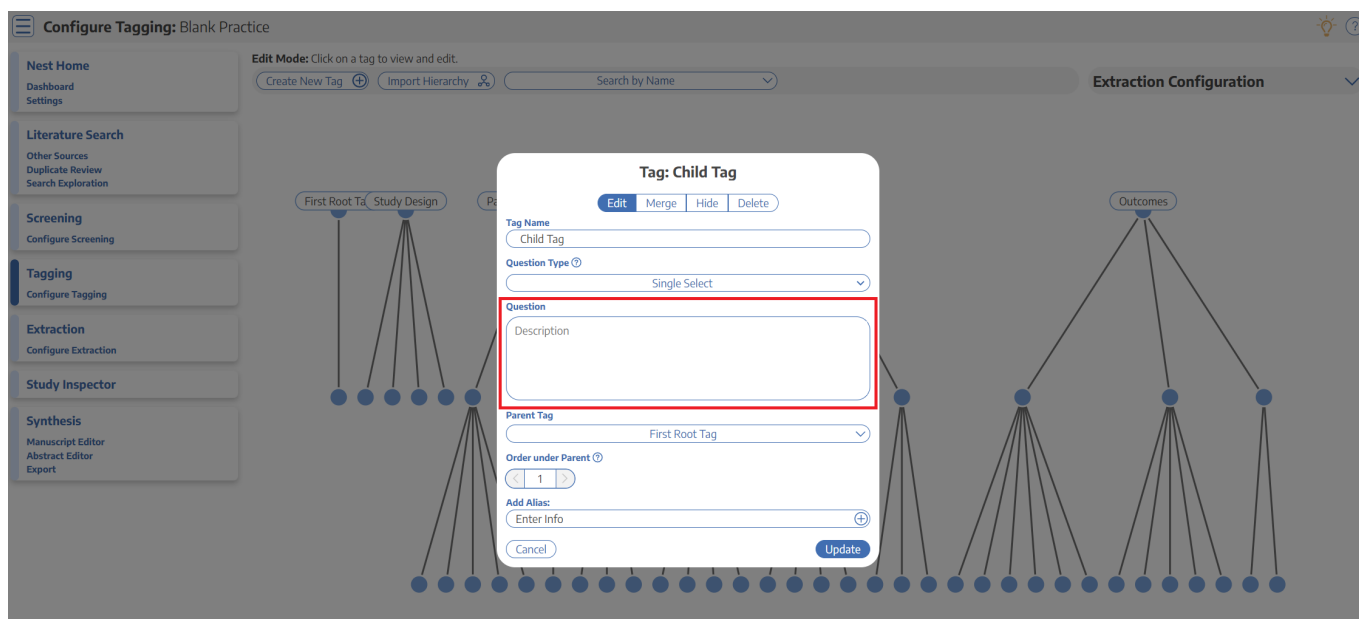 Configure Tagging: Blank Practice
Nest Home
Dashboard
Settings
Literature Search
Other Sources
Duplicate Review
Search Exploration
Screening
Configure Screening
Tagging
Configure Tagging
Extraction
Configure Extraction
Study Inspector
Synthesis
Manuscript Editor
Abstract Editor
Export
Edit Mode: Click on a tag to view and edit.
Create New Tag
Import Hierarchy
Search by Name
Extraction Configuration
First Root Ta
Study Design
Pa
Outcomes
Tag: Child Tag
Edit Merge Hide Delete
Tag Name
Child Tag
Question Type ?
Single Select
Question
Description
Parent Tag
First Root Tag
Order under Parent ?
< 1 >
Add Alias:
Enter Info
Cancel
Update